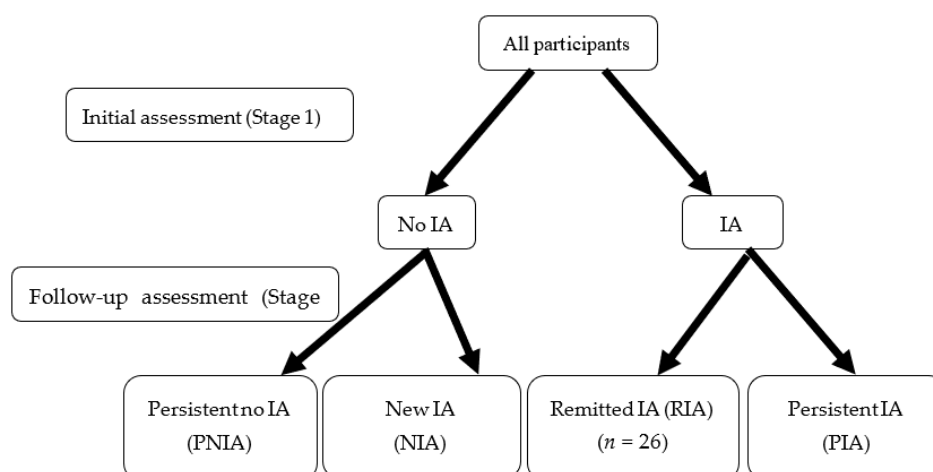 All participants
Initial assessment (Stage 1)
No IA
IA
Follow-up assessment (Stage
Persistent no IA
(PNIA)
New IA
(NIA)
Remitted IA (RIA)
(n = 26)
Persistent IA
(PIA)